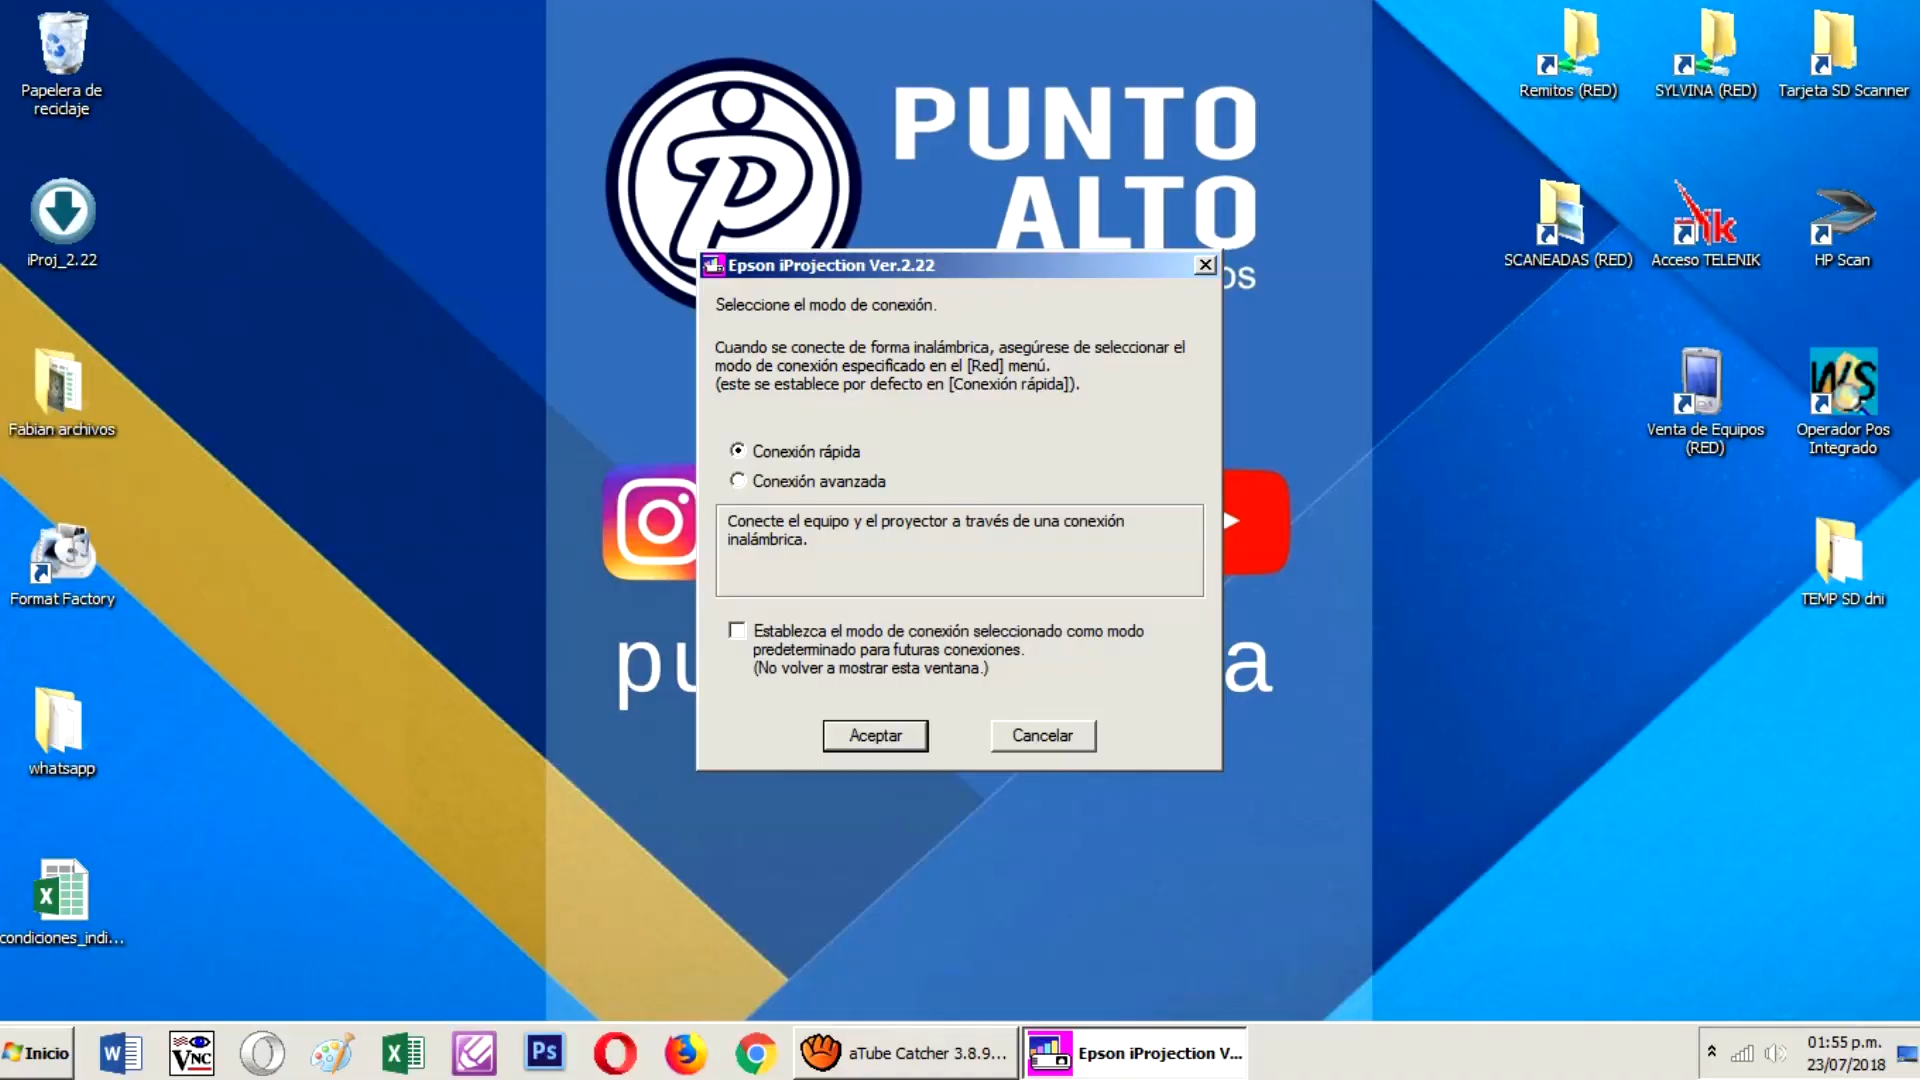 Papelera de
reciclaje
iProj_2.22
Fabian archivos
Format Factory
whatsapp
condiciones_indi...
PUNTO
ALTO
os
pu
a
Epson iProjection Ver.2.22
Seleccione el modo de conexión.
Cuando se conecte de forma inalámbrica, asegúrese de seleccionar el
modo de conexión especificado en el [Red] menú.
(este se establece por defecto en [Conexión rápida]).
Conexión rápida
Conexión avanzada
Conecte el equipo y el proyector a través de una conexión
inalámbrica.
Establezca el modo de conexión seleccionado como modo
predeterminado para futuras conexiones.
(No volver a mostrar esta ventana.)
Aceptar
Cancelar
Remitos (RED)
SYLVINA (RED)
Tarjeta SD Scanner
SCANEADAS (RED)
Acceso TELENIK
HP Scan
Venta de Equipos
(RED)
Operador Pos
Integrado
TEMP SD dni
Inicio
VNC
Ps
aTube Catcher 3.8.9...
Epson iProjection V...
01:55 p.m.
23/07/2018